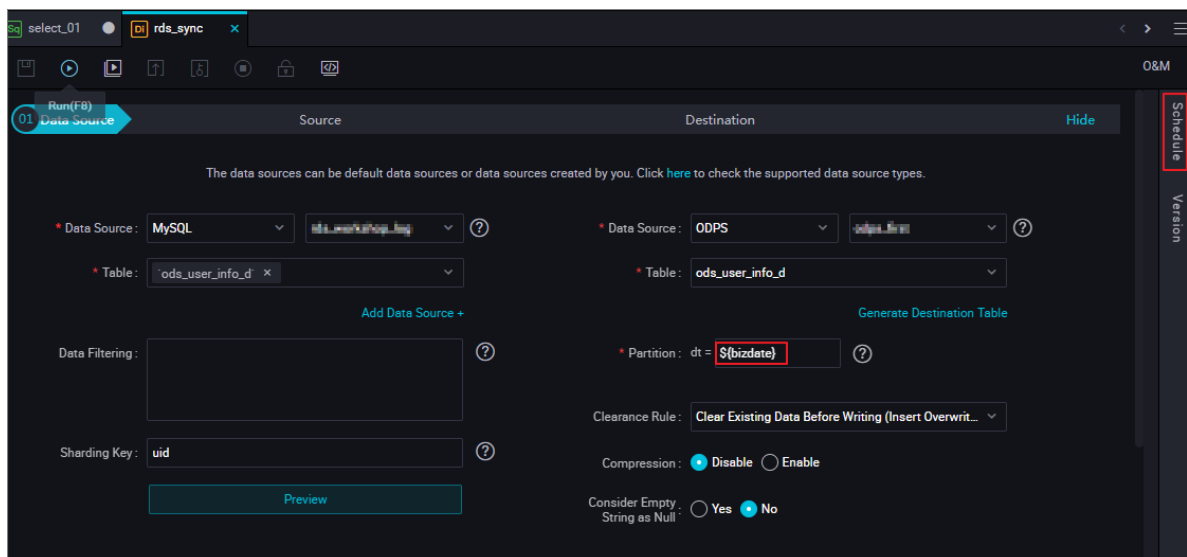 Sq select_01
Di rds_sync ×
O&M
Run(F8)
01 Data Source
Source
Destination
Hide
Schedule
Version
The data sources can be default data sources or data sources created by you. Click here to check the supported data source types.
* Data Source : MySQL
* Data Source : ODPS
* Table : `ods_user_info_d` ×
* Table : ods_user_info_d
Add Data Source +
Generate Destination Table
Data Filtering :
* Partition : dt = ${bizdate}
Clearance Rule : Clear Existing Data Before Writing (Insert Overwrit...
Sharding Key : uid
Compression : Disable Enable
Preview
Consider Empty
String as Null : Yes No